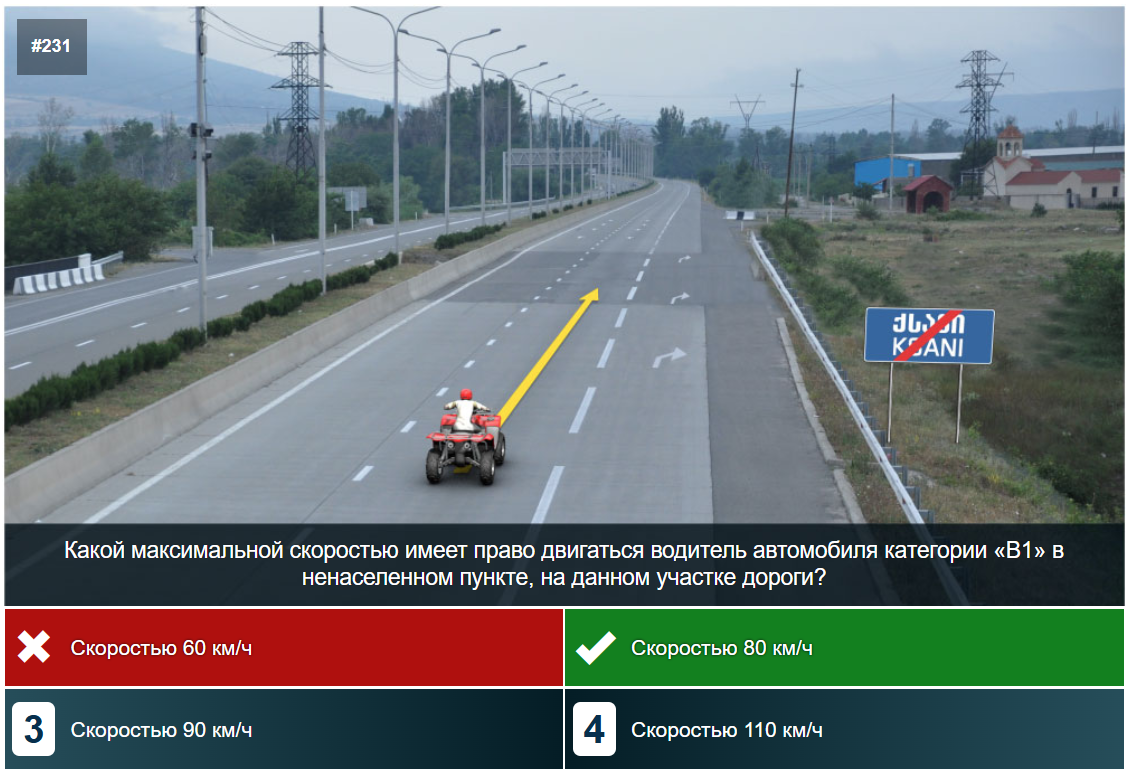 #231
ქსანი
KSANI
Какой максимальной скоростью имеет право двигаться водитель автомобиля категории «B1» в
ненаселенном пункте, на данном участке дороги?
Скоростью 60 км/ч
Скоростью 80 км/ч
3 Скоростью 90 км/ч
4 Скоростью 110 км/ч